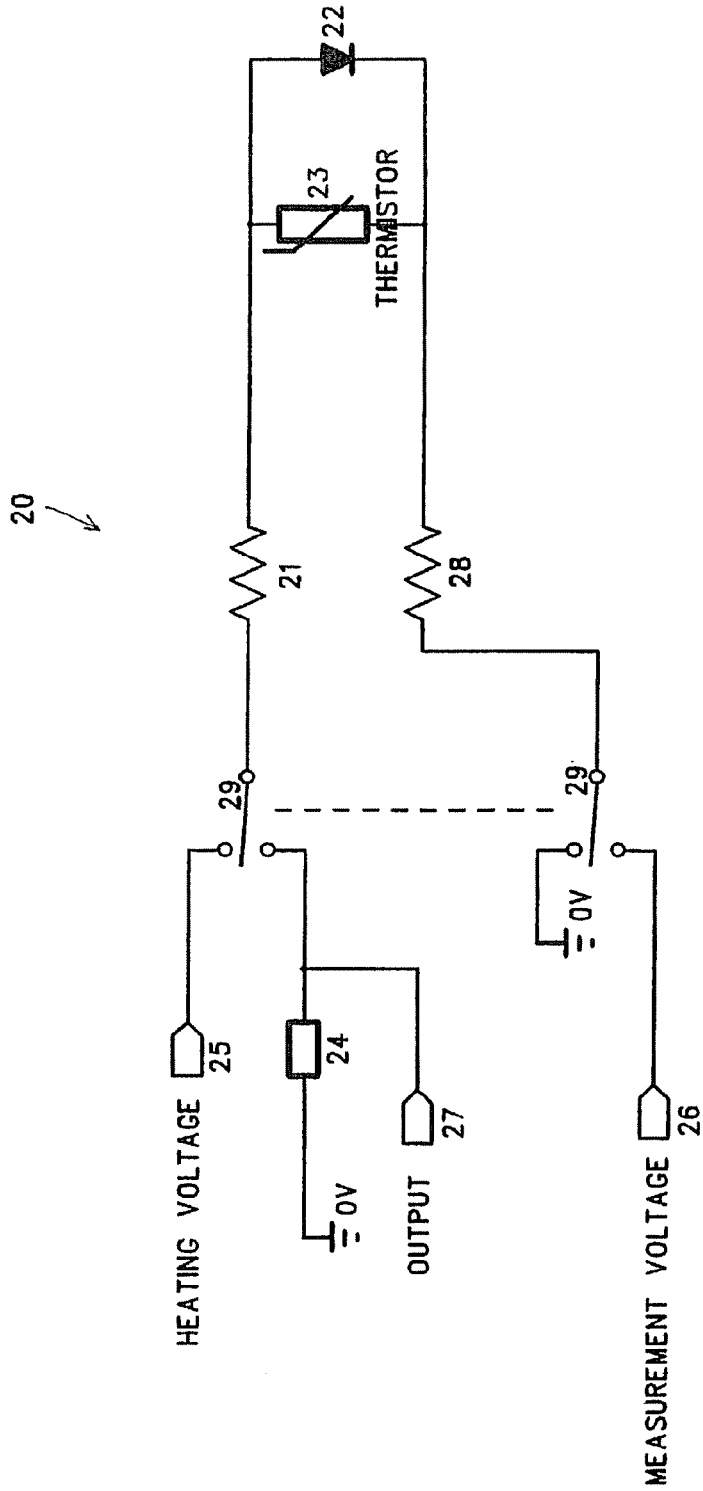 20
22
23
THERMISTOR
21
28
29
29
HEATING VOLTAGE
25
24
0V
OUTPUT
27
0V
MEASUREMENT VOLTAGE
26